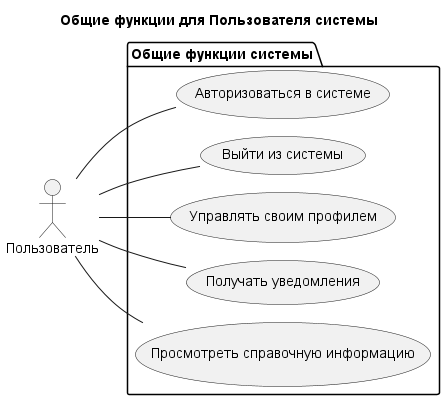 Общие функции для Пользователя системы
Общие функции системы
Авторизоваться в системе
Выйти из системы
Управлять своим профилем
Пользователь
Получать уведомления
Просмотреть справочную информацию